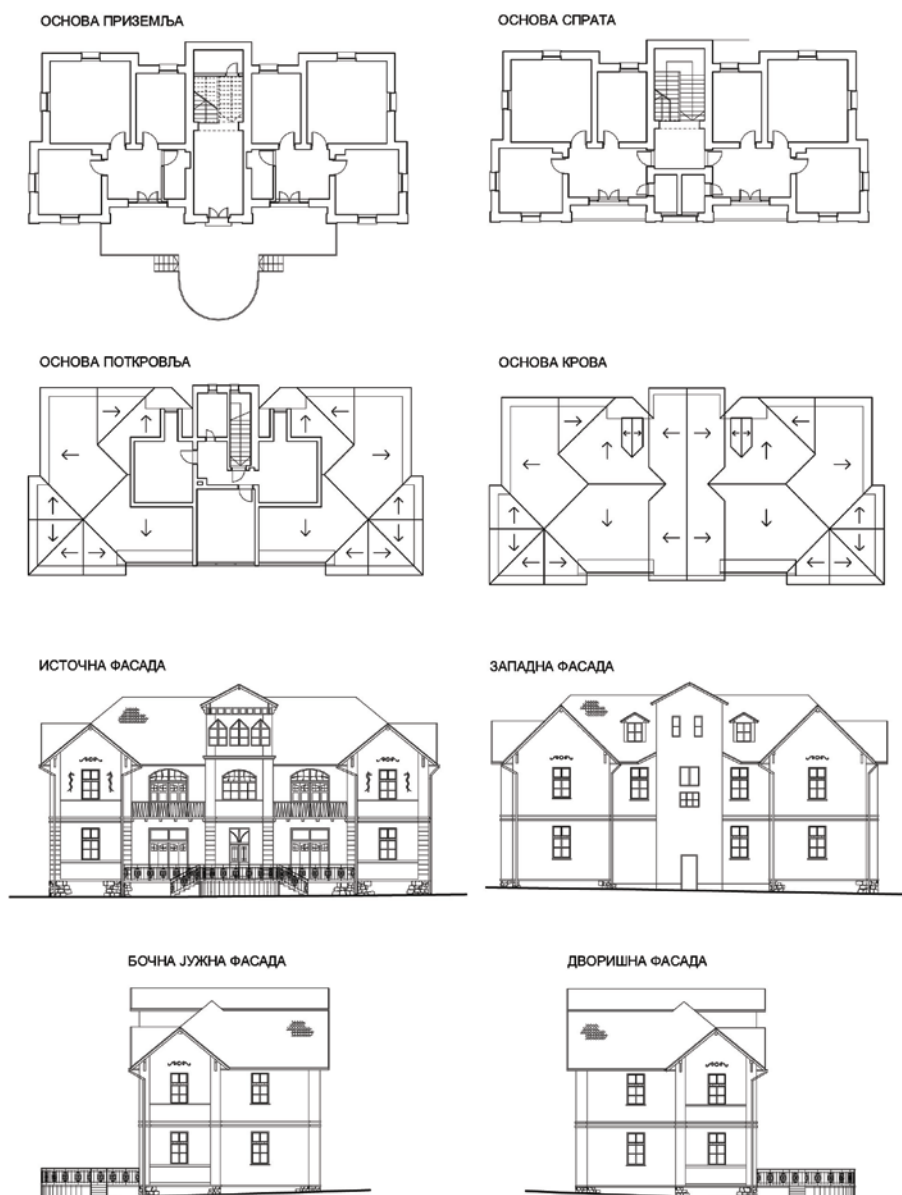 ОСНОВА ПРИЗЕМЉА
ОСНОВА СПРАТА
ОСНОВА ПОТКРОВЉА
ОСНОВА КРОВА
ИСТОЧНА ФАСАДА
ЗАПАДНА ФАСАДА
БОЧНА ЈУЖНА ФАСАДА
ДВОРИШНА ФАСАДА